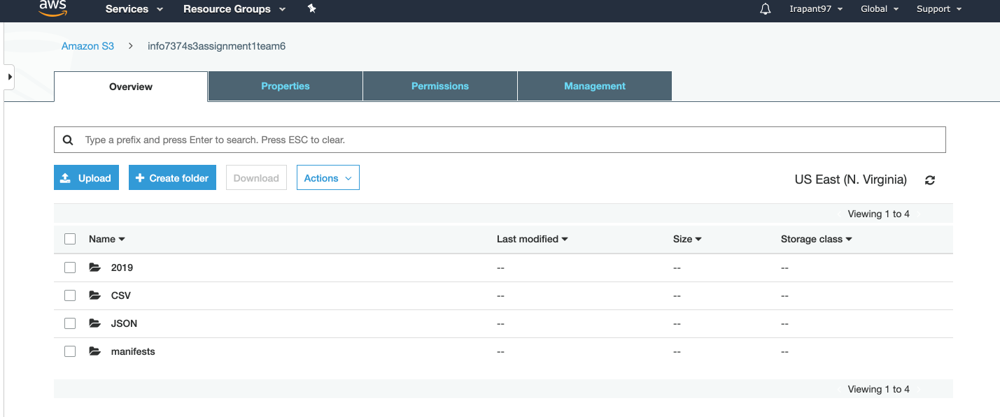 aws Services Resource Groups Irapant97 Global Support
Amazon S3 > info7374s3assignment1team6
Overview Properties Permissions Management
Type a prefix and press Enter to search. Press ESC to clear.
Upload + Create folder Download Actions US East (N. Virginia)
Viewing 1 to 4
Name Last modified Size Storage class
2019 -- -- --
CSV -- -- --
JSON -- -- --
manifests -- -- --
Viewing 1 to 4